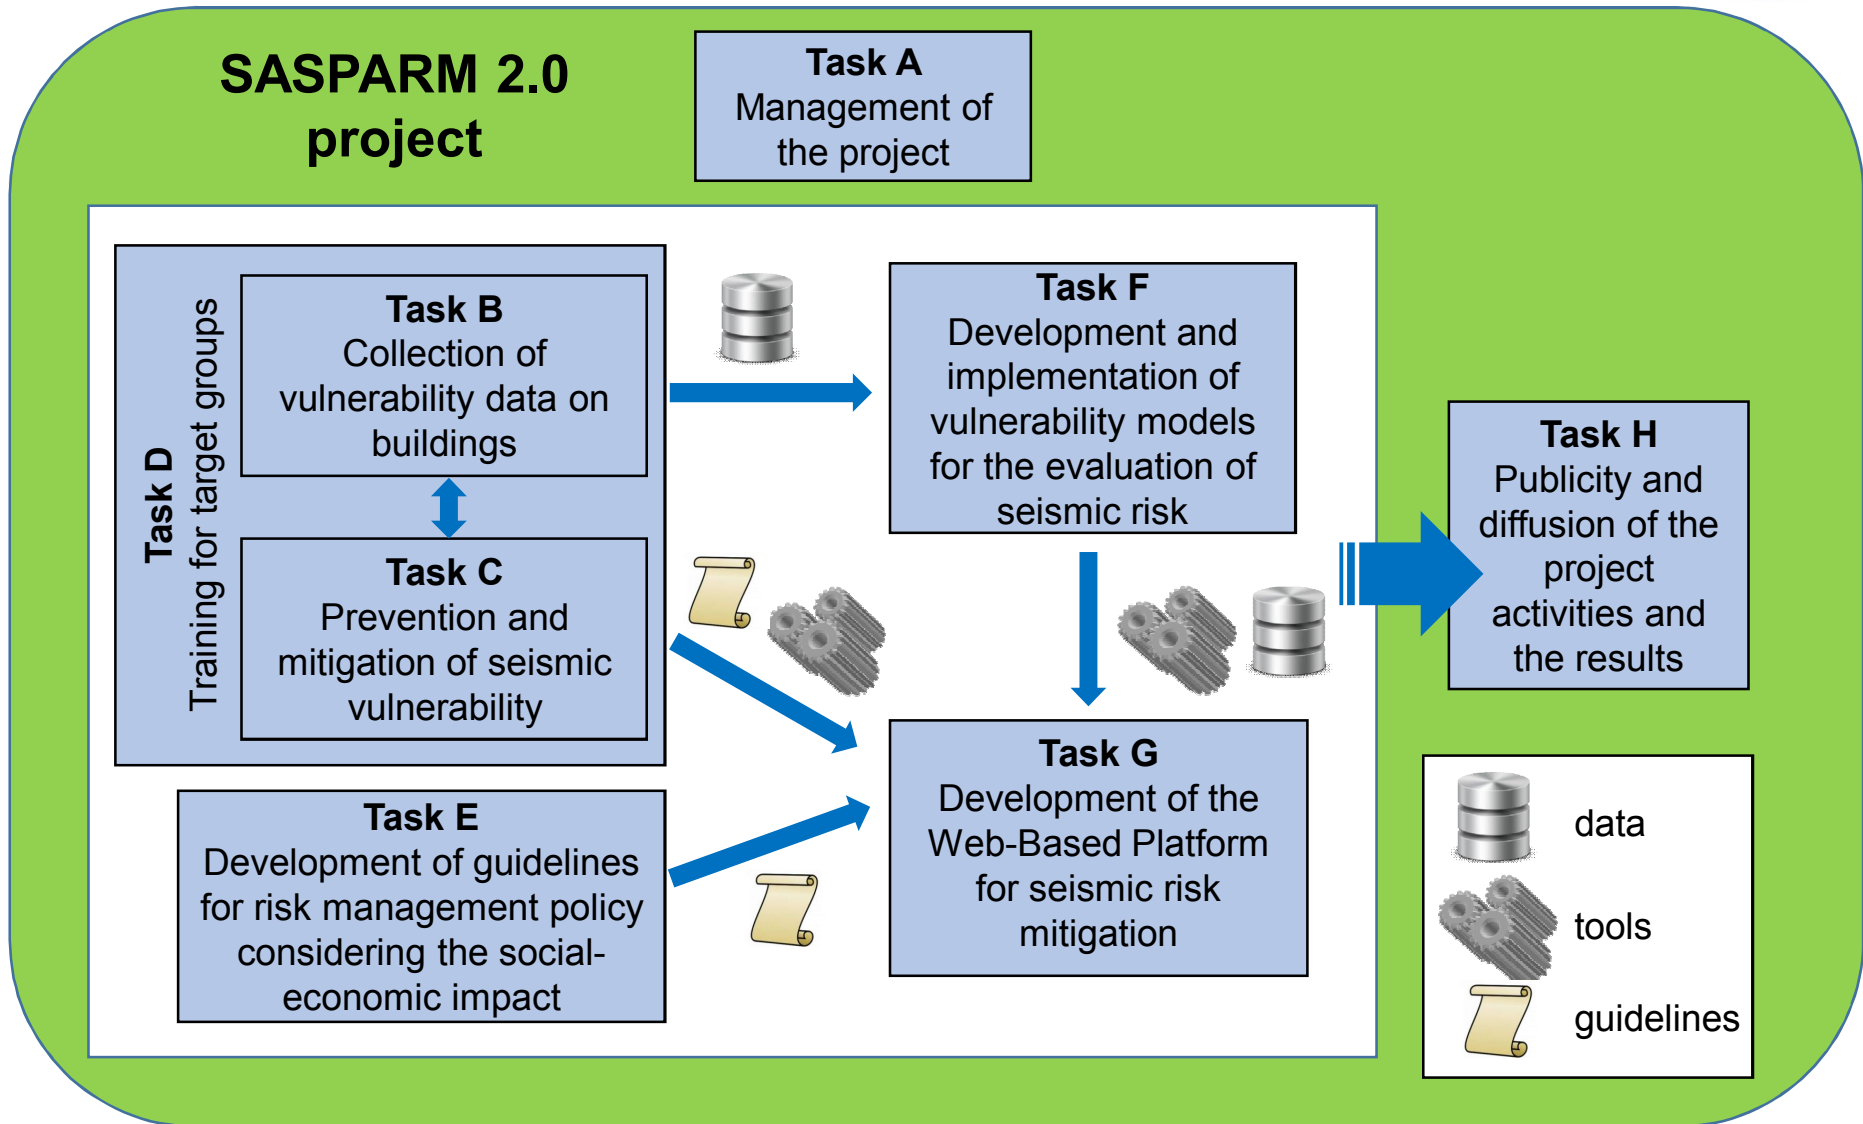 SASPARM 2.0
project
Task A
Management of
the project
Task D
Training for target groups
Task B
Collection of
vulnerability data on
buildings
Task C
Prevention and
mitigation of seismic
vulnerability
Task E
Development of guidelines
for risk management policy
considering the social-
economic impact
Task F
Development and
implementation of
vulnerability models
for the evaluation of
seismic risk
Task G
Development of the
Web-Based Platform
for seismic risk
mitigation
Task H
Publicity and
diffusion of the
project
activities and
the results
data
tools
guidelines